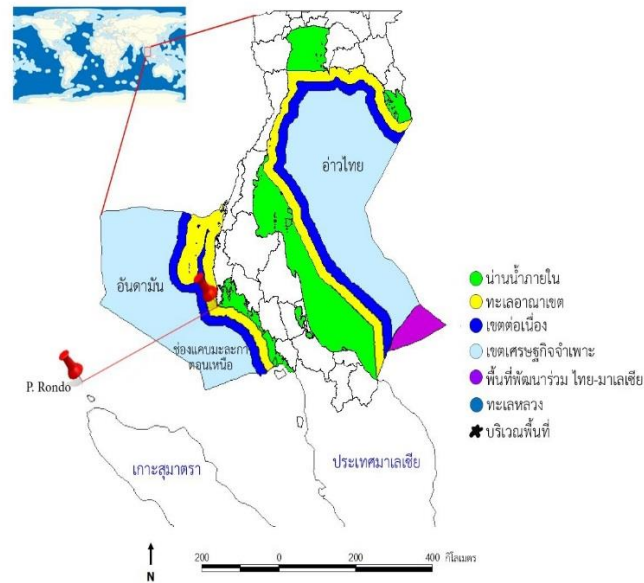 อ่าวไทย
อันดามัน
ช่องแคบมะละกา
ตอนเหนือ
P. Rondo
น่านน้ำภายใน
ทะเลอาณาเขต
เขตต่อเนื่อง
เขตเศรษฐกิจจำเพาะ
พื้นที่พัฒนาร่วม ไทย-มาเลเซีย
ทะเลหลวง
บริเวณพื้นที่
เกาะสุมาตรา
ประเทศมาเลเซีย
N
200 0 200 400 กิโลเมตร